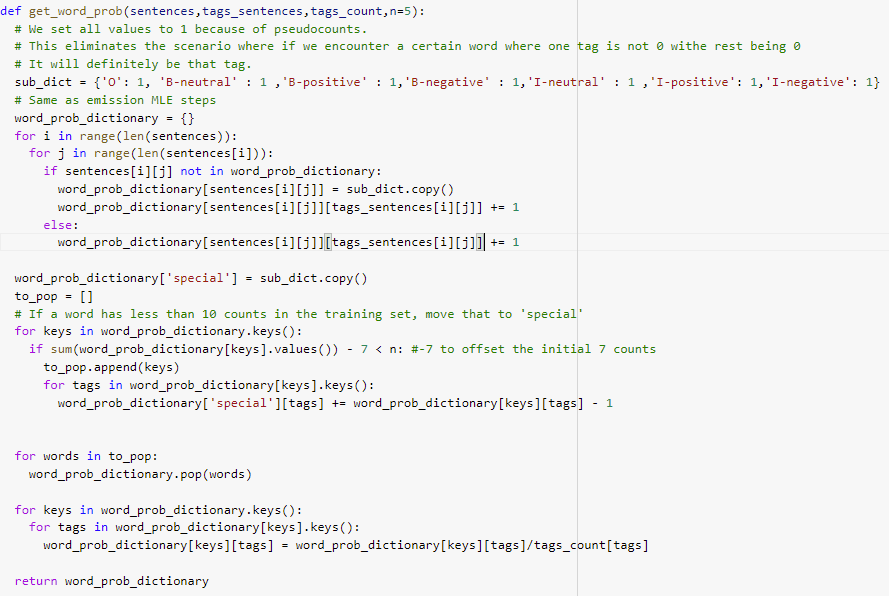 def get_word_prob(sentences,tags_sentences,tags_count,n=5):
  # We set all values to 1 because of pseudocounts.
  # This eliminates the scenario where if we encounter a certain word where one tag is not 0 withe rest being 0
  # It will definitely be that tag.
  sub_dict = {'O': 1, 'B-neutral' : 1 ,'B-positive' : 1,'B-negative' : 1,'I-neutral' : 1 ,'I-positive': 1,'I-negative': 1}
  # Same as emission MLE steps
  word_prob_dictionary = {}
  for i in range(len(sentences)):
    for j in range(len(sentences[i])):
      if sentences[i][j] not in word_prob_dictionary:
        word_prob_dictionary[sentences[i][j]] = sub_dict.copy()
        word_prob_dictionary[sentences[i][j]][tags_sentences[i][j]] += 1
      else:
        word_prob_dictionary[sentences[i][j]][tags_sentences[i][j]] += 1

  word_prob_dictionary['special'] = sub_dict.copy()
  to_pop = []
  # If a word has less than 10 counts in the training set, move that to 'special'
  for keys in word_prob_dictionary.keys():
    if sum(word_prob_dictionary[keys].values()) - 7 < n: #-7 to offset the initial 7 counts
      to_pop.append(keys)
      for tags in word_prob_dictionary[keys].keys():
        word_prob_dictionary['special'][tags] += word_prob_dictionary[keys][tags] - 1


  for words in to_pop:
    word_prob_dictionary.pop(words)

  for keys in word_prob_dictionary.keys():
    for tags in word_prob_dictionary[keys].keys():
      word_prob_dictionary[keys][tags] = word_prob_dictionary[keys][tags]/tags_count[tags]

  return word_prob_dictionary